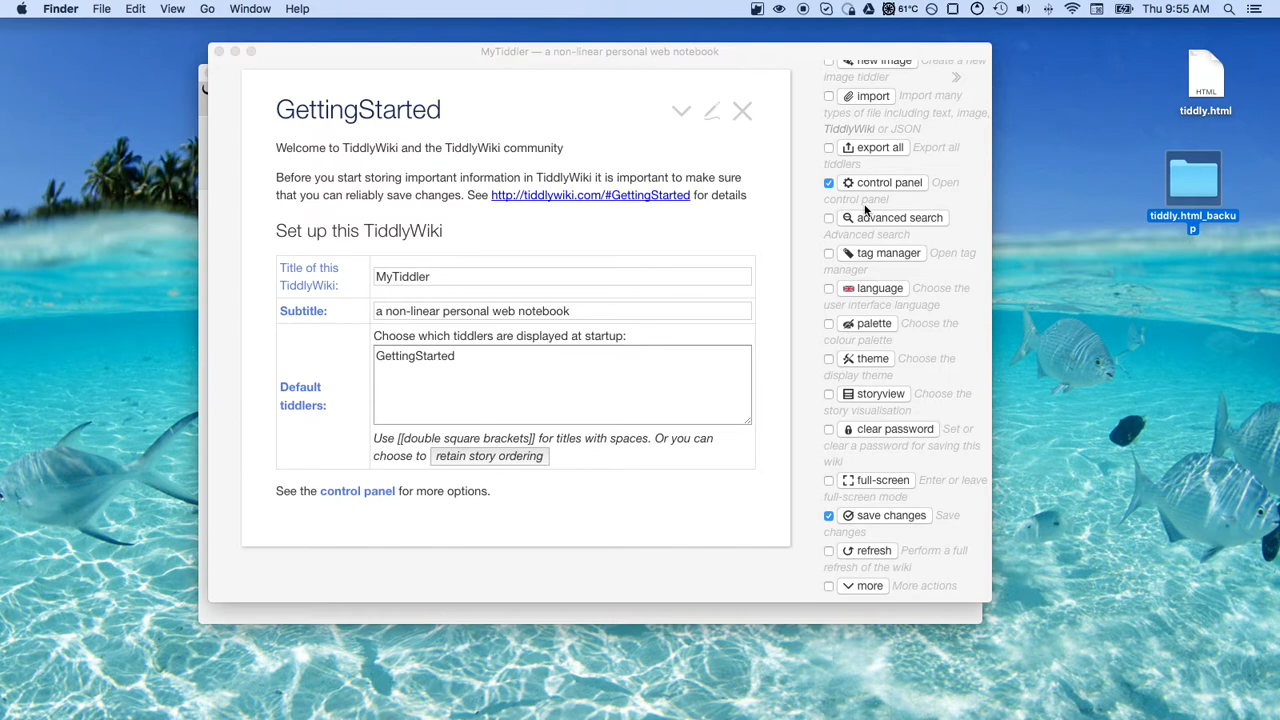 Finder File Edit View Go Window Help
61°C
Thu 9:55 AM
MyTiddler — a non-linear personal web notebook
GettingStarted
Welcome to TiddlyWiki and the TiddlyWiki community
Before you start storing important information in TiddlyWiki it is important to make sure
that you can reliably save changes. See http://tiddlywiki.com/#GettingStarted for details
Set up this TiddlyWiki
Title of this
TiddlyWiki:
MyTiddler
Subtitle:
a non-linear personal web notebook
Default
tiddlers:
Choose which tiddlers are displayed at startup:
GettingStarted
Use [[double square brackets]] for titles with spaces. Or you can
choose to retain story ordering
See the control panel for more options.
new image Create a new
image tiddler
import Import many
types of file including text, image,
TiddlyWiki or JSON
export all Export all
tiddlers
control panel Open
control panel
advanced search
Advanced search
tag manager Open tag
manager
language Choose the
user interface language
palette Choose the
colour palette
theme Choose the
display theme
storyview Choose the
story visualisation
clear password Set or
clear a password for saving this
wiki
full-screen Enter or leave
full-screen mode
save changes Save
changes
refresh Perform a full
refresh of the wiki
more More actions
HTML
tiddly.html
tiddly.html_backu
p